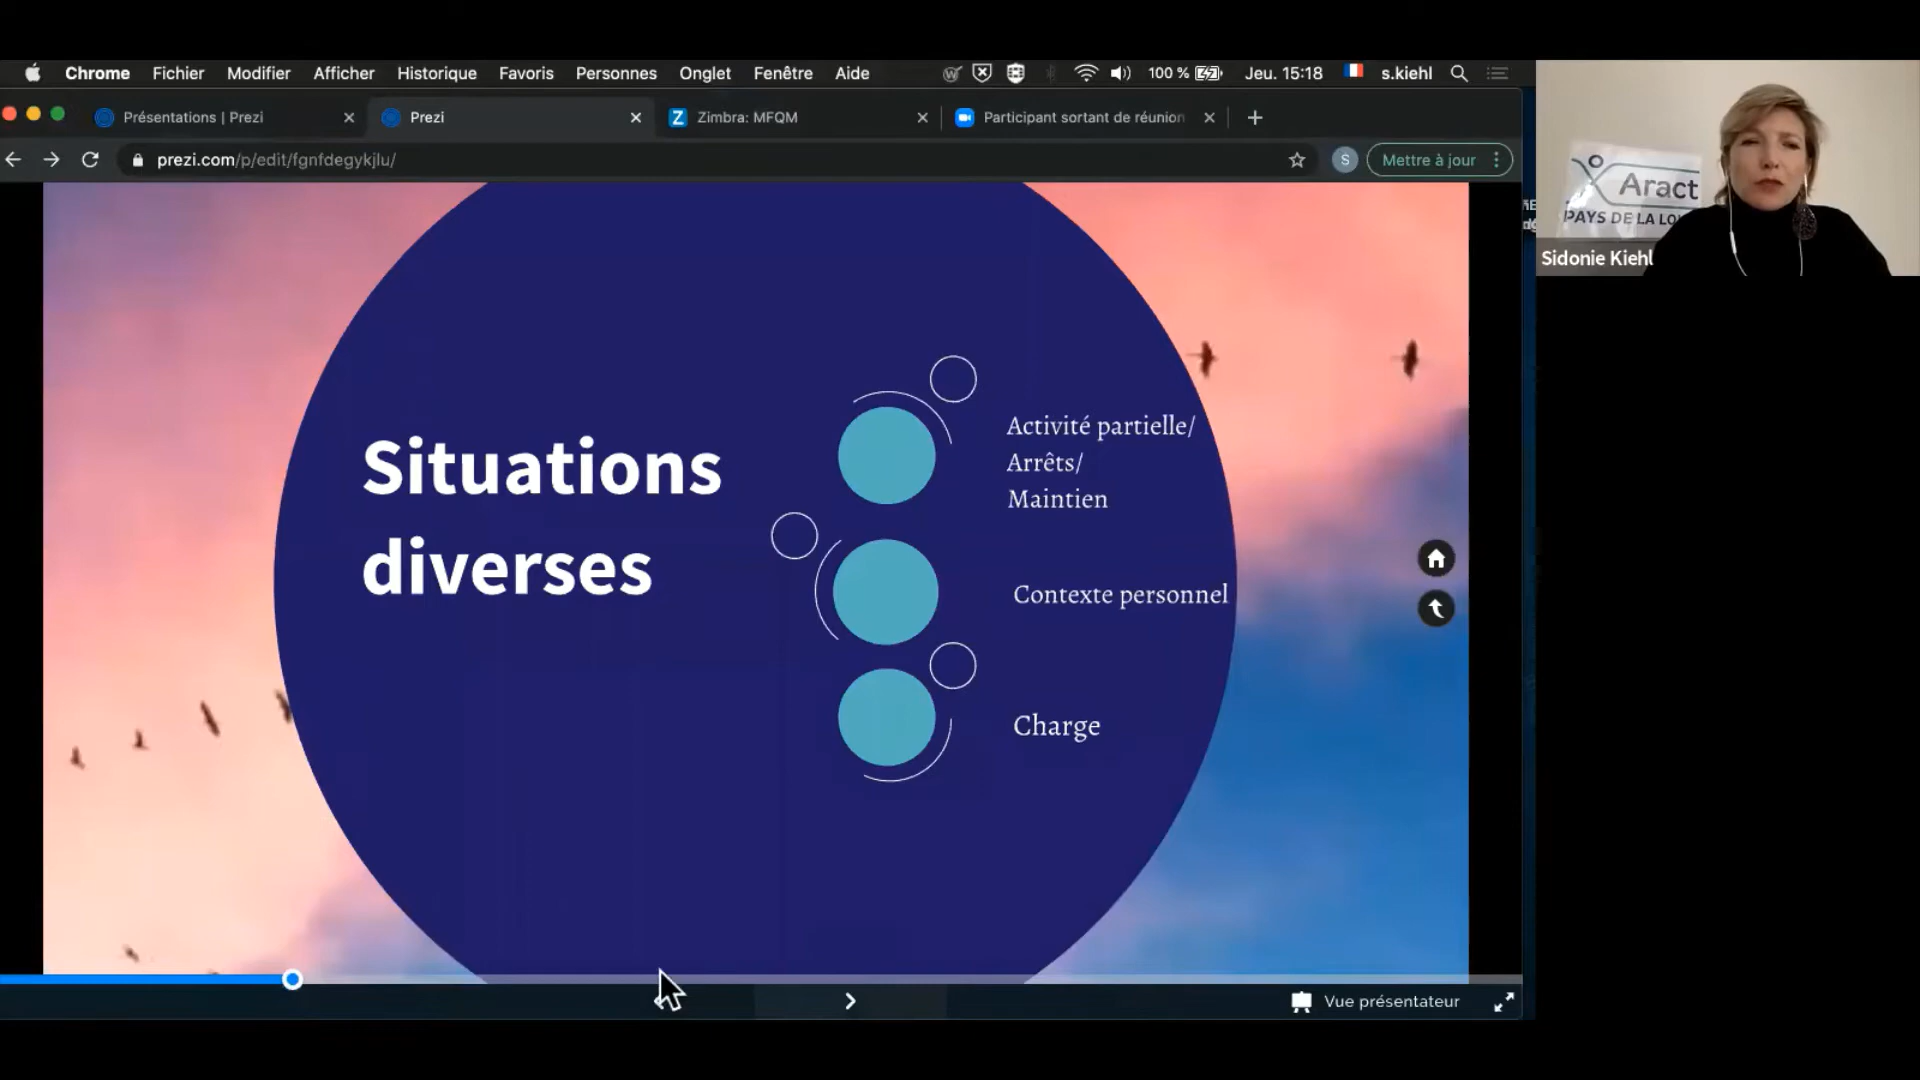 Chrome Fichier Modifier Afficher Historique Favoris Personnes Onglet Fenêtre Aide 100 % Jeu. 15:18 s.kiehl
Présentations | Prezi
Prezi
Z Zimbra: MFQM
Participant sortant de réunion
prezi.com/p/edit/fgnfdegykjlu/
S
Mettre à jour
Situations
diverses
Activité partielle/
Arrêts/
Maintien
Contexte personnel
Charge
Vue présentateur
Aract
PAYS DE LA
Sidonie Kiehl